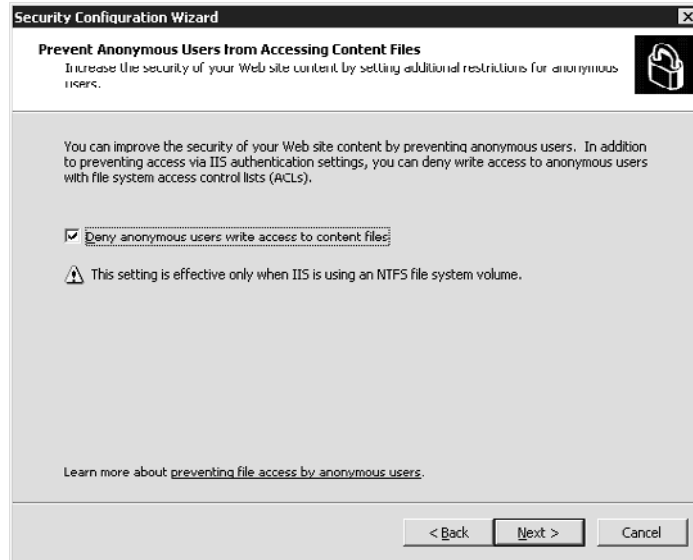 Security Configuration Wizard
Prevent Anonymous Users from Accessing Content Files
Increase the security of your Web site content by setting additional restrictions for anonymous
users.
You can improve the security of your Web site content by preventing anonymous users. In addition
to preventing access via IIS authentication settings, you can deny write access to anonymous users
with file system access control lists (ACLs).
Deny anonymous users write access to content files
This setting is effective only when IIS is using an NTFS file system volume.
Learn more about preventing file access by anonymous users.
< Back
Next >
Cancel